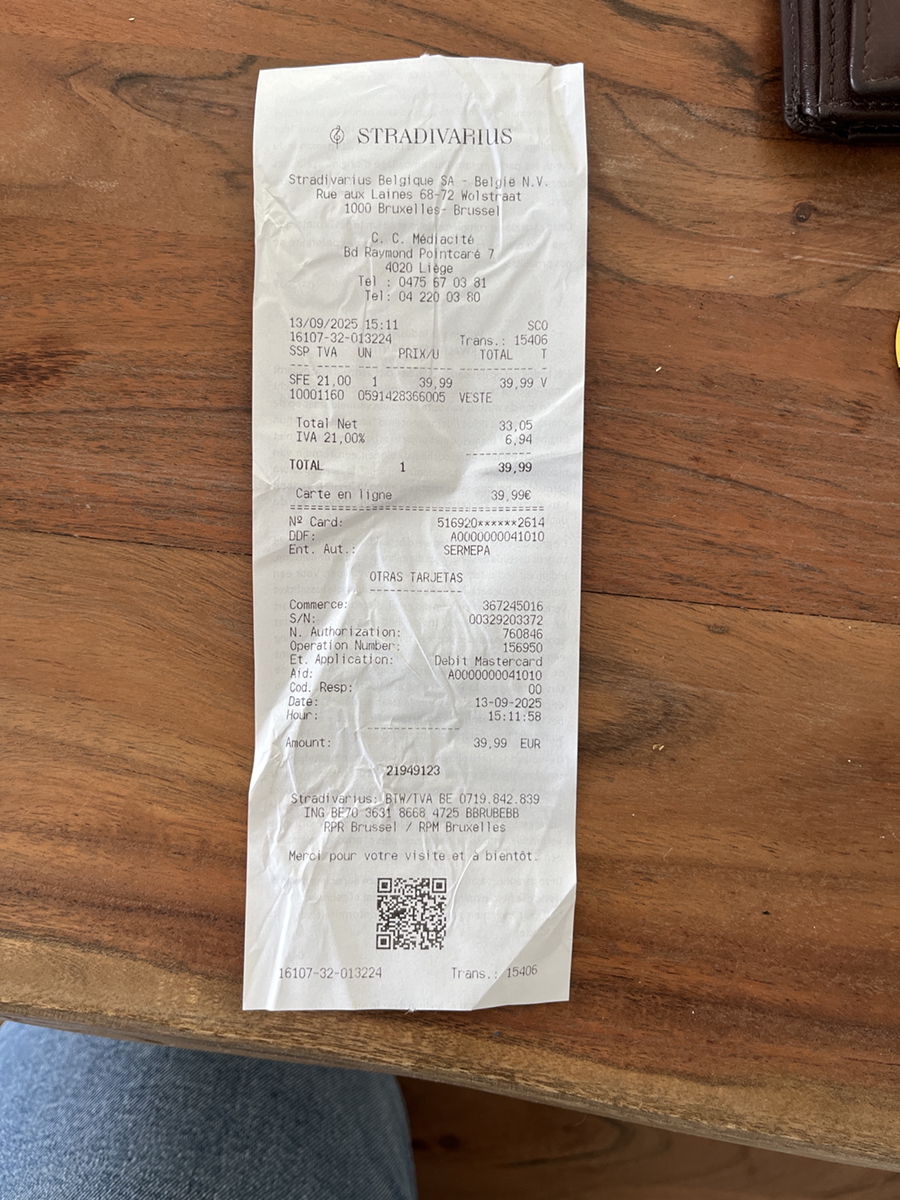 STRADIVARIUS
Stradivarius Belgique SA - België N.V.
Rue aux Laines 68-72 Wolstraat
1000 Bruxelles- Brussel
C. C. Médiacité
Bd Raymond Pointcaré 7
4020 Liège
Tel : 0475 67 03 81
Tel: 04 220 03 80
13/09/2025 15:11 SCO
16107-32-013224 Trans.: 15406
SSP TVA UN PRIX/U TOTAL T
SFE 21,00 1 39,99 39,99 V
10001160 0591428366005 VESTE
Total Net 33,05
IVA 21,00% 6,94
TOTAL 1 39,99
Carte en ligne 39,99€
Nº Card: 516920******2614
DDF: A0000000041010
Ent. Aut.: SERMEPA
OTRAS TARJETAS
Commerce: 367245016
S/N: 00329203372
N. Authorization: 760846
Operation Number: 156950
Et. Application: Debit Mastercard
Aid: A0000000041010
Cod. Resp: 00
Date: 13-09-2025
Hour: 15:11:58
Amount: 39,99 EUR
21949123
Stradivarius: BTW/TVA BE 0719.842.839
ING BE70 3631 8668 4725 BBRUBEBB
RPR Brussel / RPM Bruxelles
Merci pour votre visite et à bientôt.
16107-32-013224 Trans.: 15406